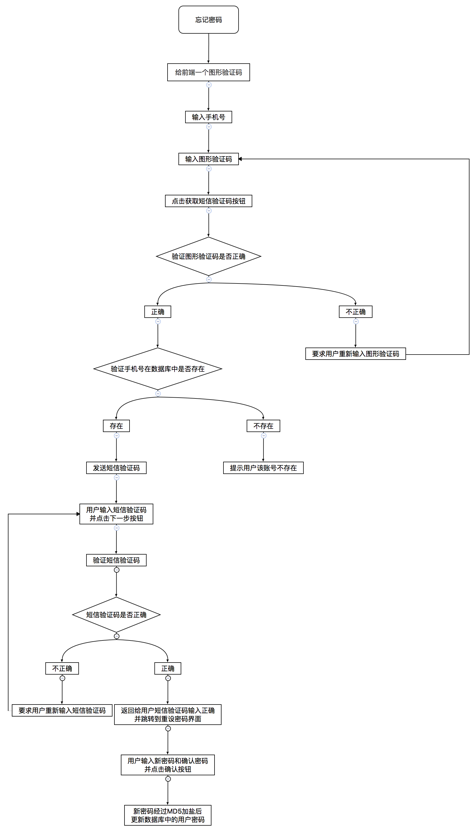 忘记密码
给前端一个图形验证码
输入手机号
输入图形验证码
点击获取短信验证码按钮
验证图形验证码是否正确
正确
不正确
要求用户重新输入图形验证码
验证手机号在数据库中是否存在
存在
不存在
发送短信验证码
提示用户该账号不存在
用户输入短信验证码
并点击下一步按钮
验证短信验证码
短信验证码是否正确
不正确
正确
要求用户重新输入短信验证码
返回给用户短信验证码输入正确
并跳转到重设密码界面
用户输入新密码和确认密码
并点击确认按钮
新密码经过MD5加盐后
更新数据库中的用户密码